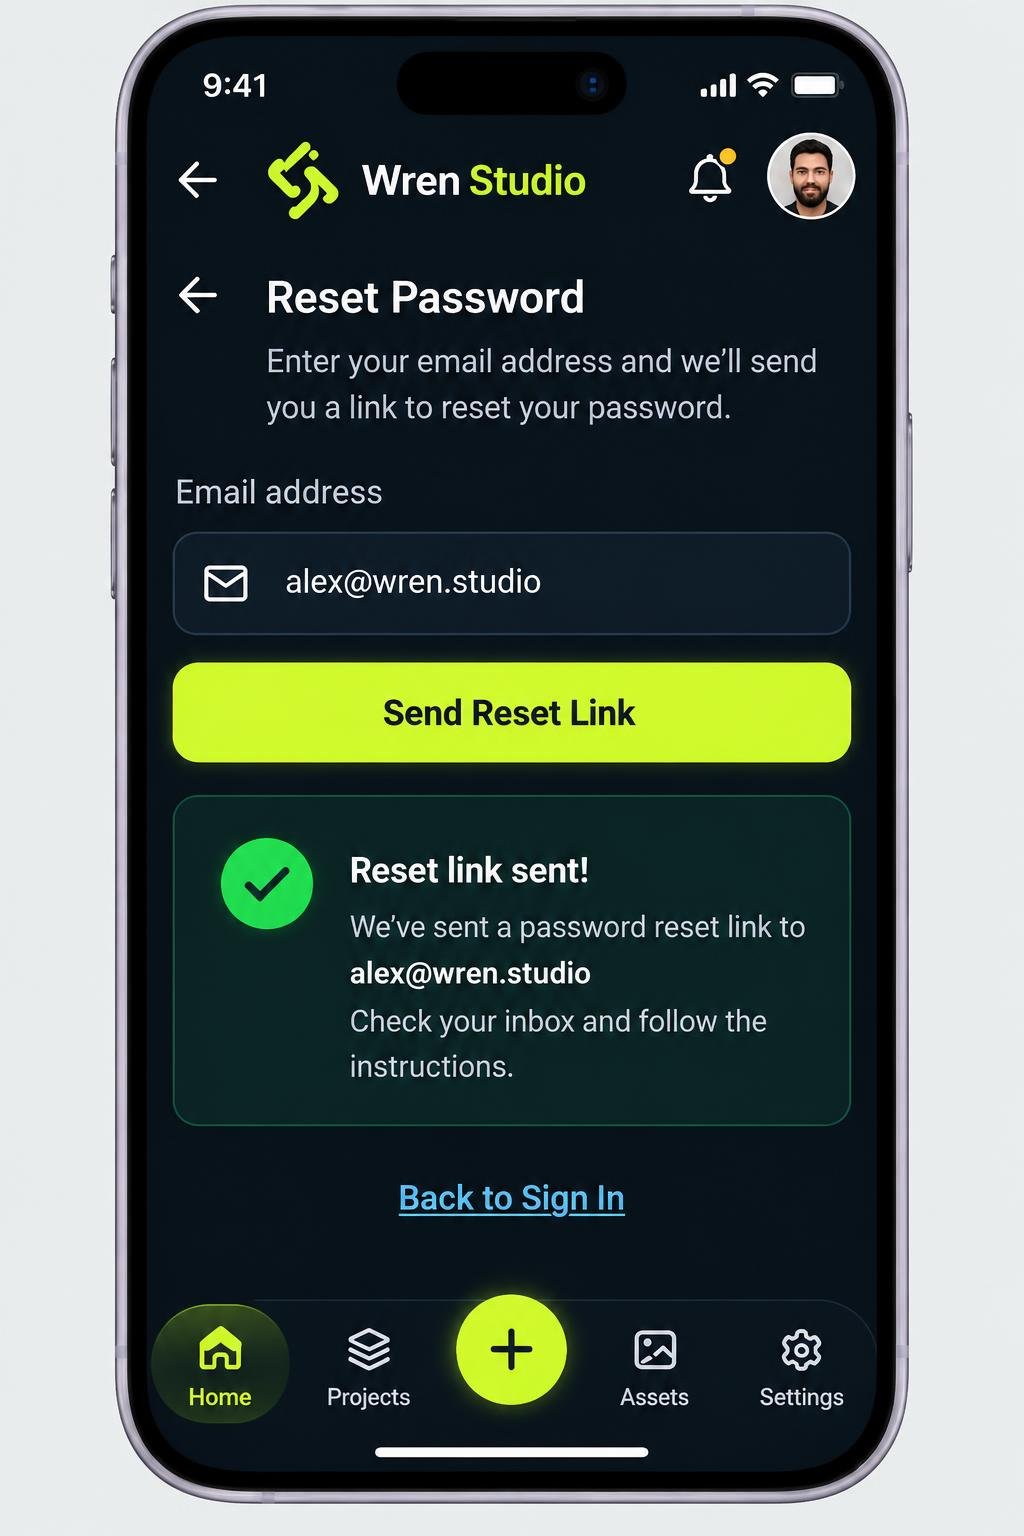 9:41
Wren Studio
Reset Password
Enter your email address and we’ll send
you a link to reset your password.
Email address
alex@wren.studio
Send Reset Link
Reset link sent!
We’ve sent a password reset link to
alex@wren.studio
Check your inbox and follow the
instructions.
Back to Sign In
Home
Projects
Assets
Settings